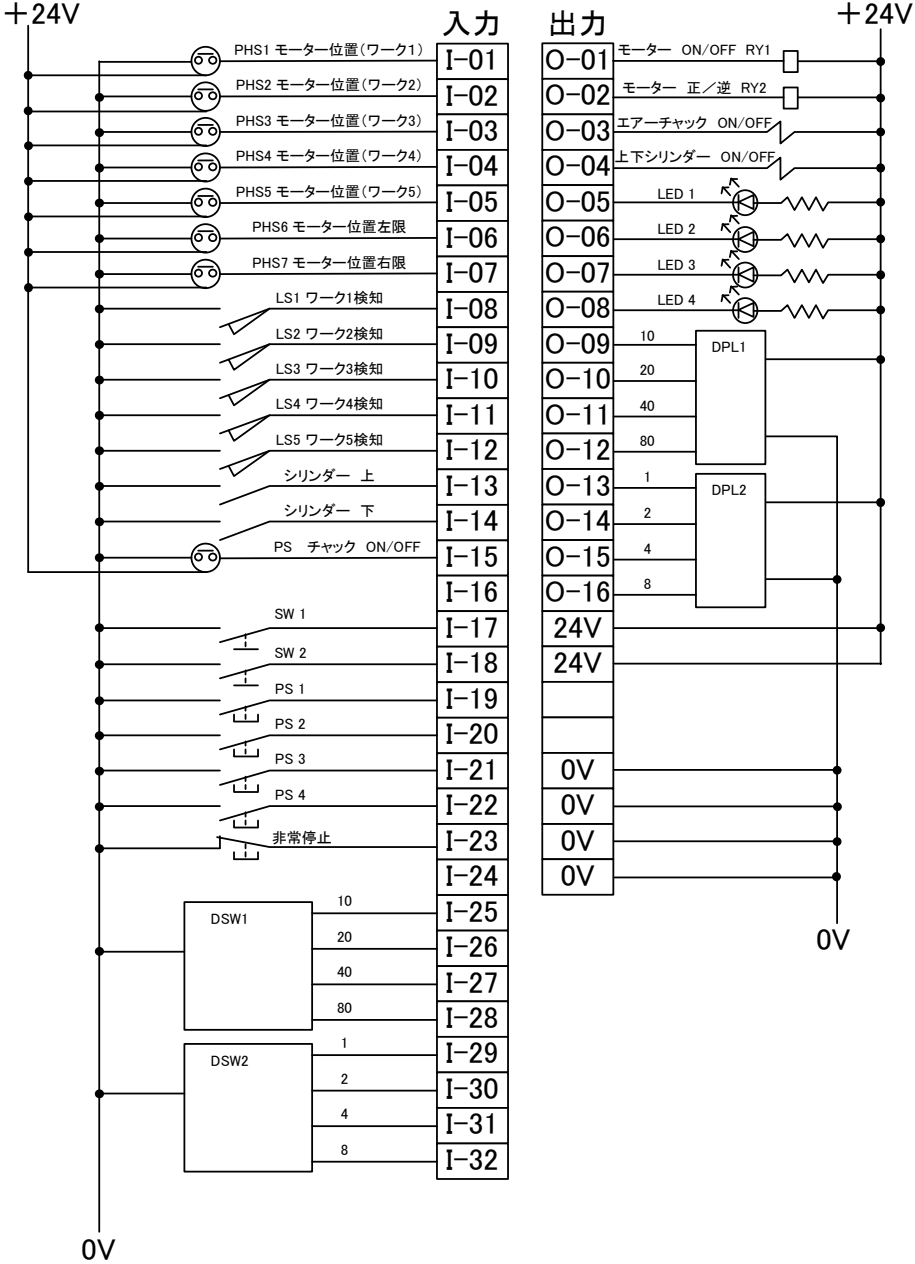 +24V
入力
PHS1 モーター位置(ワーク1) I-01
PHS2 モーター位置(ワーク2) I-02
PHS3 モーター位置(ワーク3) I-03
PHS4 モーター位置(ワーク4) I-04
PHS5 モーター位置(ワーク5) I-05
PHS6 モーター位置左限 I-06
PHS7 モーター位置右限 I-07
LS1 ワーク1検知 I-08
LS2 ワーク2検知 I-09
LS3 ワーク3検知 I-10
LS4 ワーク4検知 I-11
LS5 ワーク5検知 I-12
シリンダー 上 I-13
シリンダー 下 I-14
PS チャック ON/OFF I-15
I-16
SW 1 I-17
SW 2 I-18
PS 1 I-19
PS 2 I-20
PS 3 I-21
PS 4 I-22
非常停止 I-23
I-24
DSW1
10 I-25
20 I-26
40 I-27
80 I-28
DSW2
1 I-29
2 I-30
4 I-31
8 I-32
0V
出力
+24V
O-01 モーター ON/OFF RY1
O-02 モーター 正/逆 RY2
O-03 エアーチャック ON/OFF
O-04 上下シリンダー ON/OFF
O-05 LED 1
O-06 LED 2
O-07 LED 3
O-08 LED 4
O-09 10 DPL1
O-10 20
O-11 40
O-12 80
O-13 1 DPL2
O-14 2
O-15 4
O-16 8
24V
24V
0V
0V
0V
0V
0V